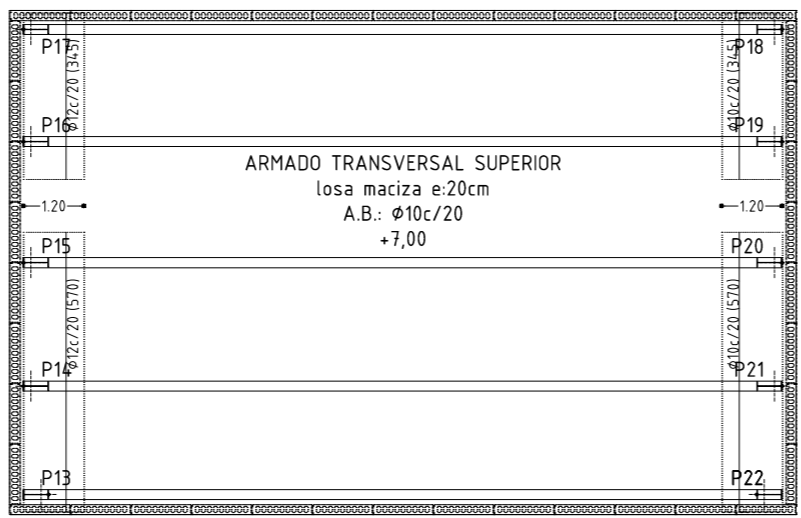 P17
P18
φ12c/20 (345)
φ10c/20 (345)
P16
P19
ARMADO TRANSVERSAL SUPERIOR
losa maciza e:20cm
A.B.: φ10c/20
+7,00
1.20
1.20
P15
P20
φ12c/20 (570)
φ10c/20 (570)
P14
P21
P13
P22